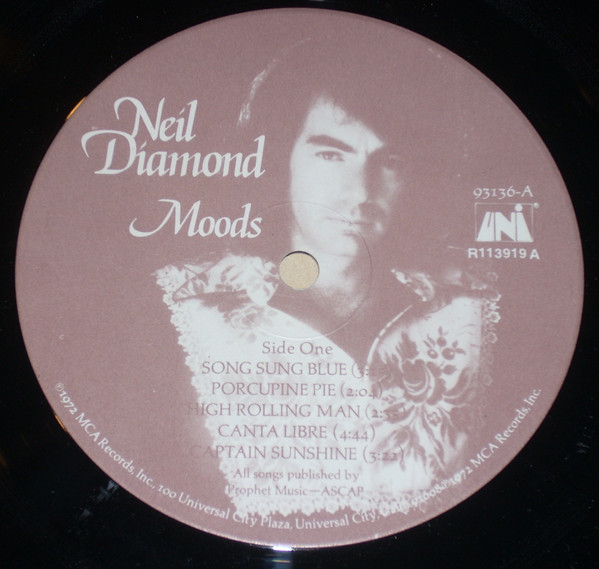 Neil
Diamond
Moods
93136-A
UNI
R113919 A
Side One
SONG SUNG BLUE
PORCUPINE PIE (2:04)
HIGH ROLLING MAN
CANTA LIBRE (4:44)
CAPTAIN SUNSHINE (3:22)
All songs published by
Prophet Music—ASCAP
℗1972 MCA Records, Inc. 100 Universal City Plaza, Universal City, 1972 MCA Records, Inc.